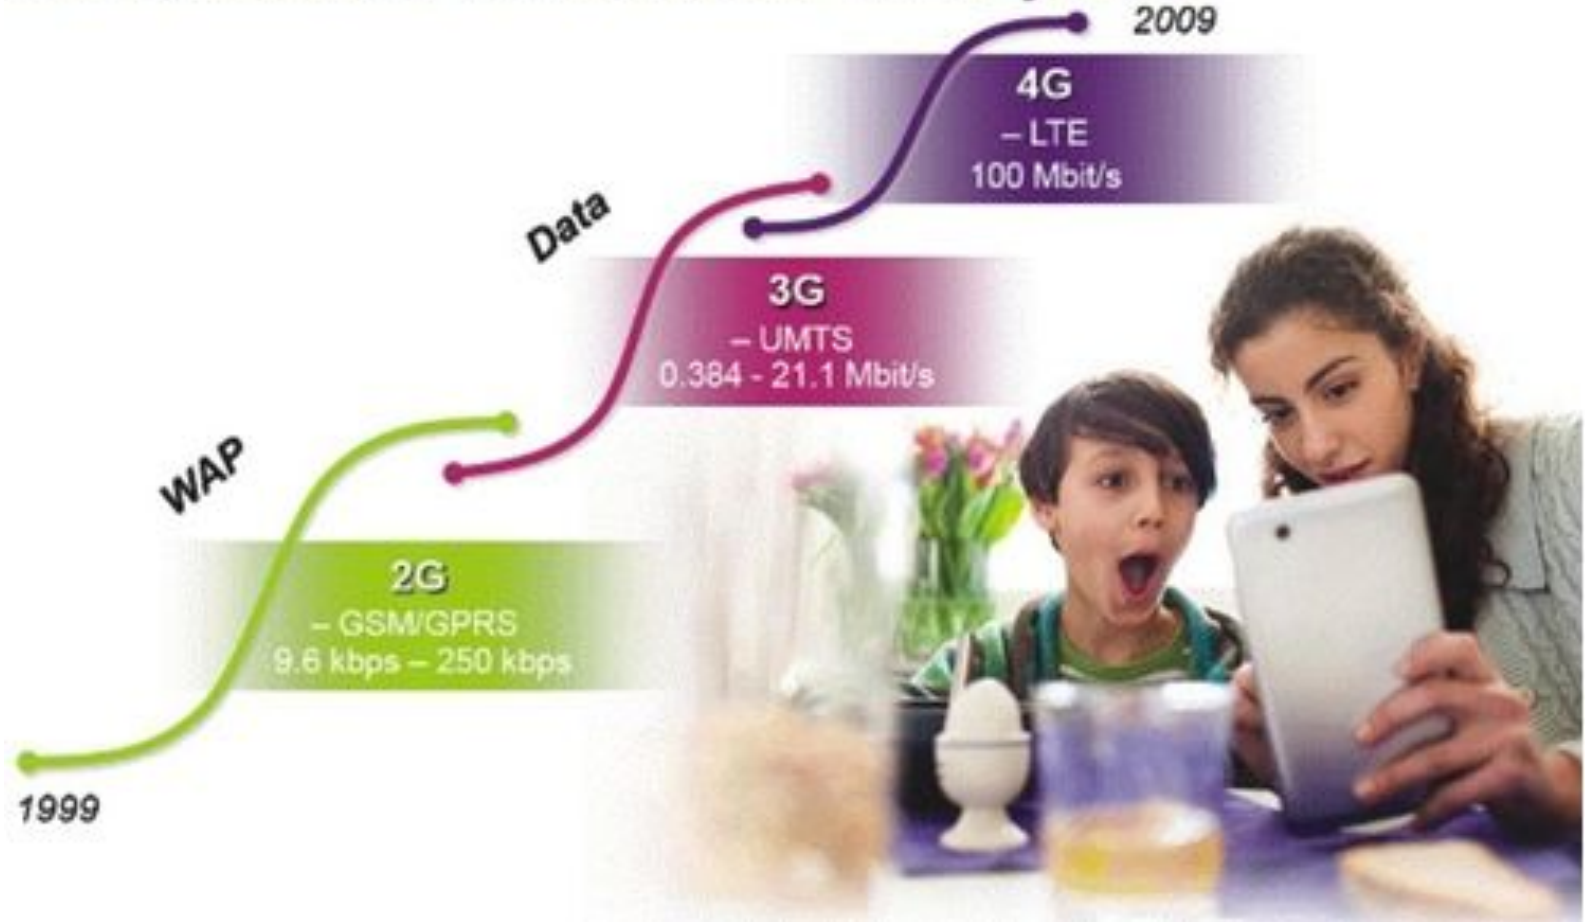 2009
4G
– LTE
100 Mbit/s
Data
3G
– UMTS
0.384 - 21.1 Mbit/s
WAP
2G
– GSM/GPRS
9.6 kbps – 250 kbps
1999